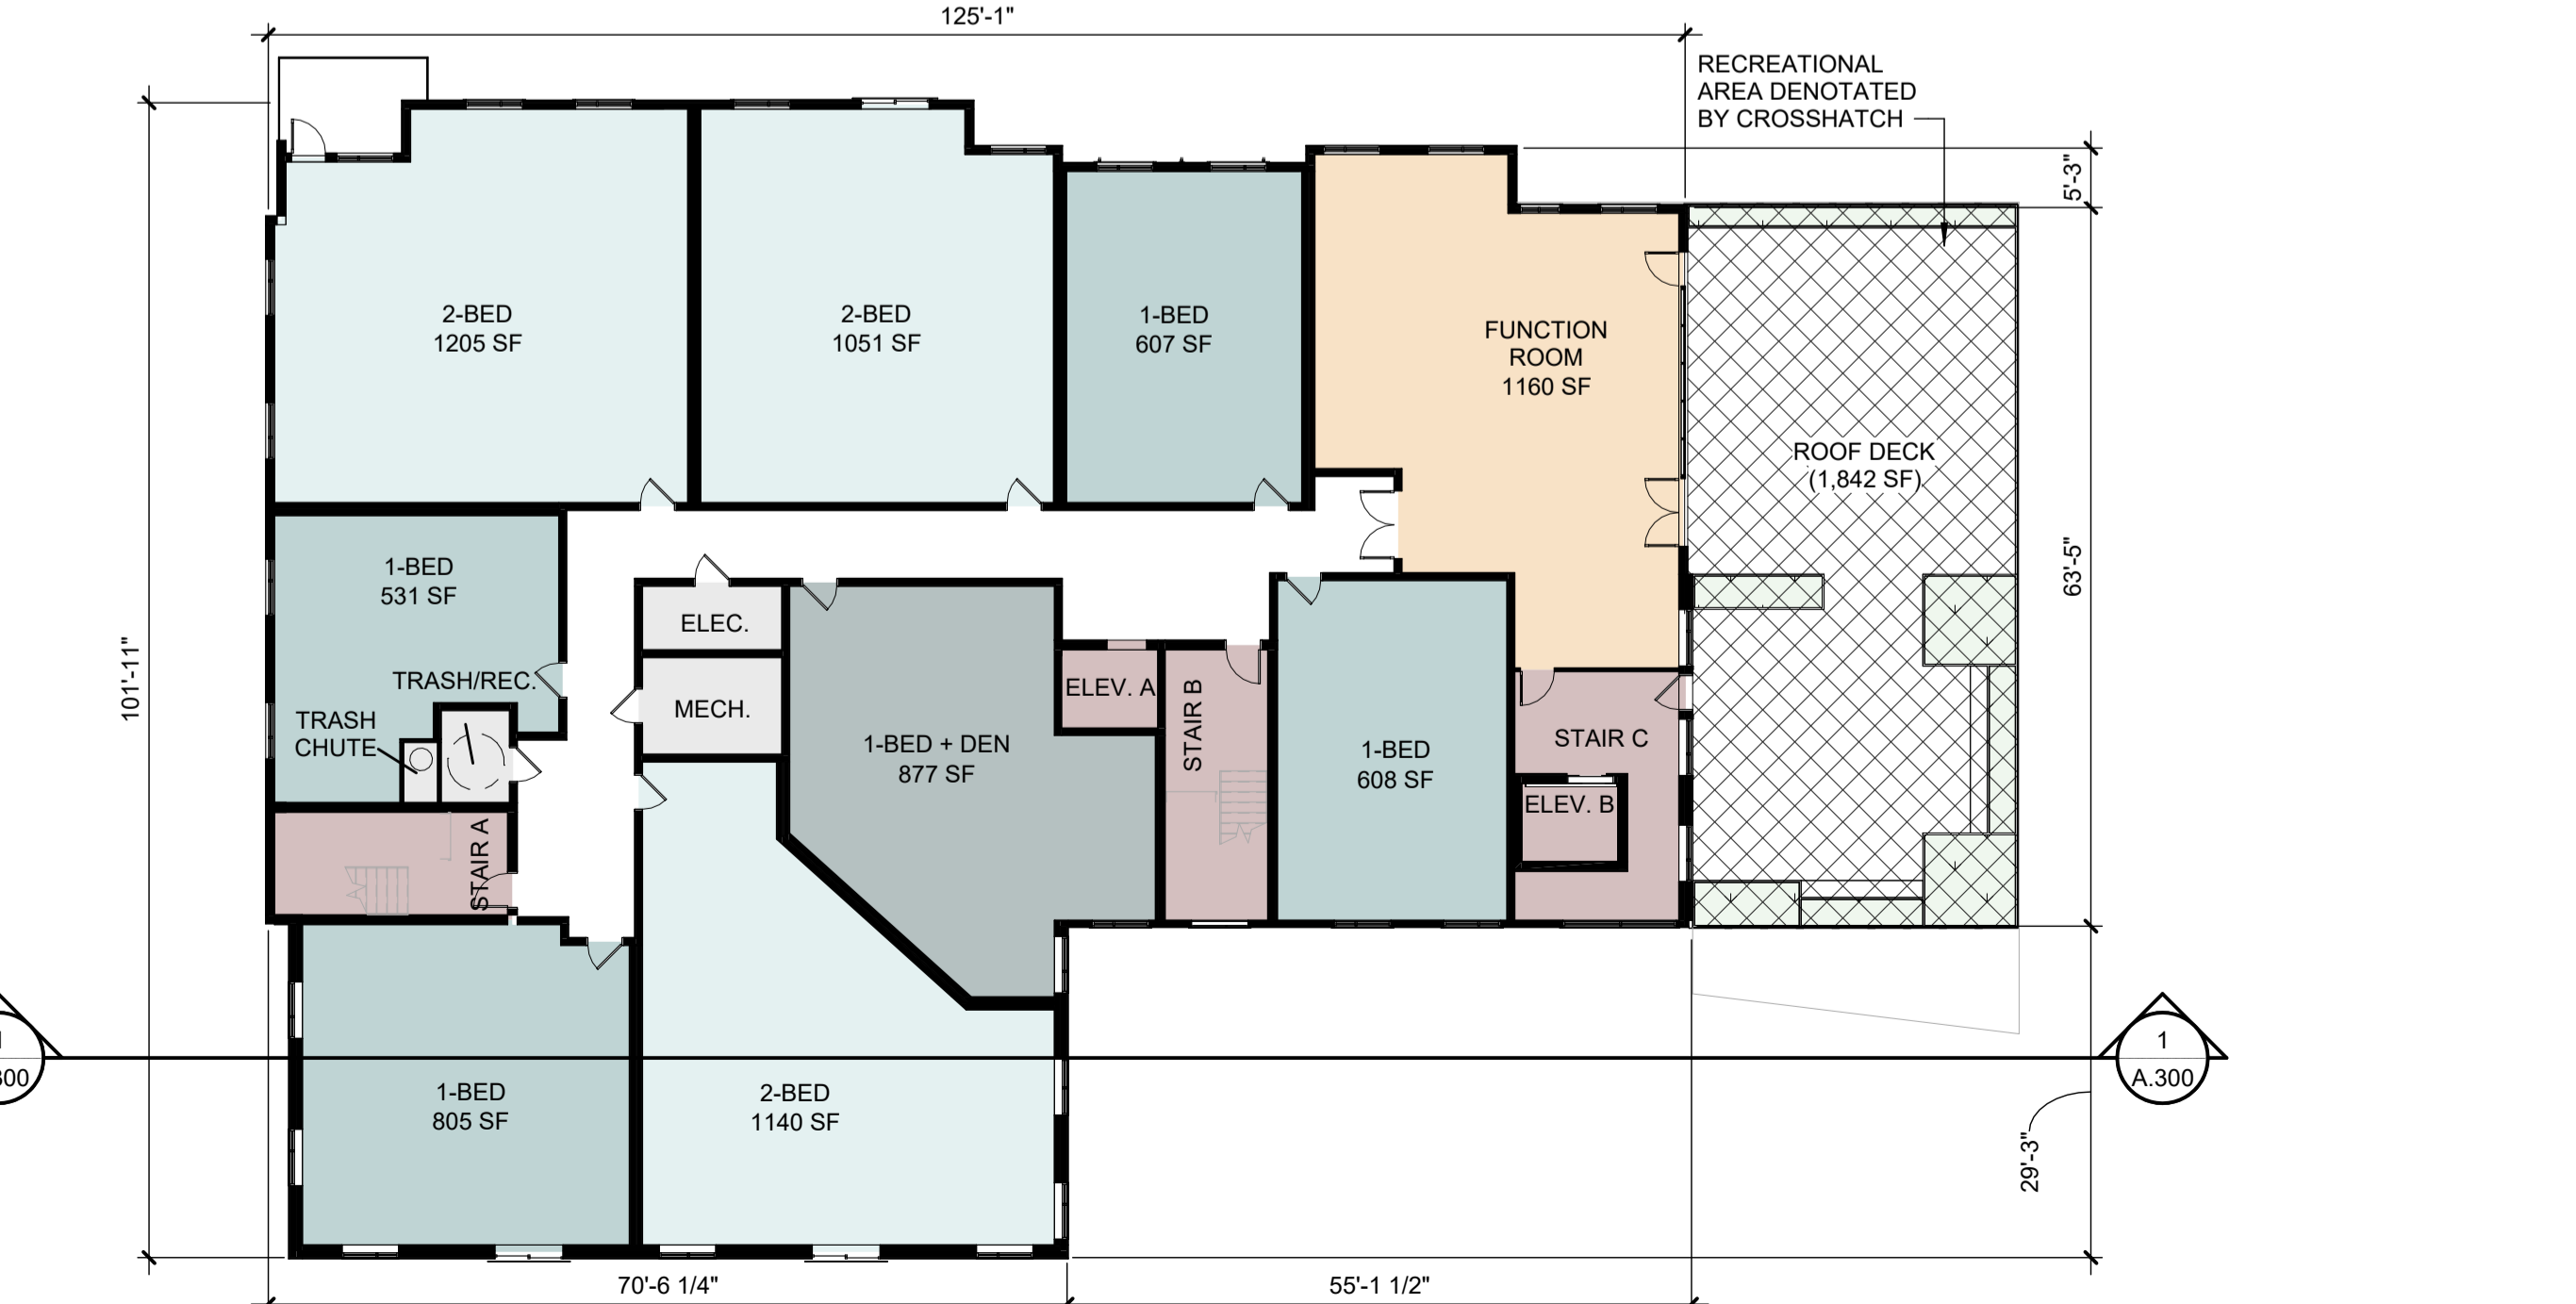 125'-1"
RECREATIONAL
AREA DENOTATED
BY CROSSHATCH
5'-3"
2-BED
1205 SF
2-BED
1051 SF
1-BED
607 SF
FUNCTION
ROOM
1160 SF
ROOF DECK
(1,842 SF)
63'-5"
101'-11"
1-BED
531 SF
TRASH/REC.
TRASH
CHUTE
ELEC.
MECH.
1-BED + DEN
877 SF
ELEV. A
STAIR B
1-BED
608 SF
STAIR C
ELEV. B
STAIR A
1
A.300
1-BED
805 SF
2-BED
1140 SF
29'-3"
70'-6 1/4"
55'-1 1/2"